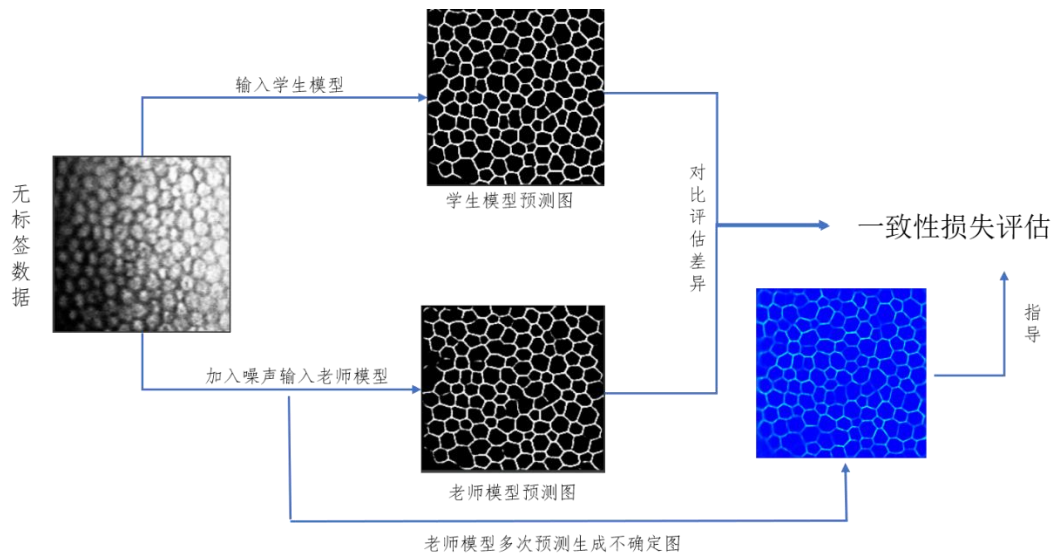 输入学生模型
学生模型预测图
无标签数据
对比评估差异
一致性损失评估
指导
加入噪声输入老师模型
老师模型预测图
老师模型多次预测生成不确定图